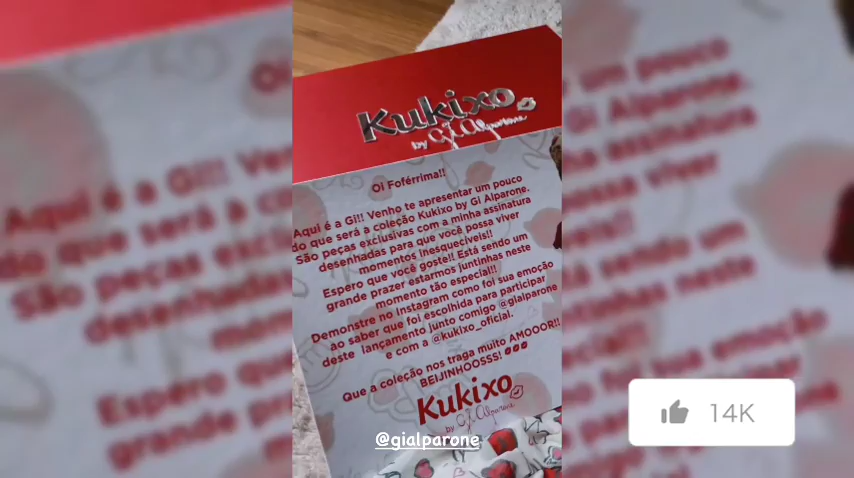 Kukixo
by Gi Alparone
Oi Foférrima!!
Aqui é a Gi!! Venho te apresentar um pouco
do que será a coleção Kukixo by Gi Alparone.
São peças exclusivas com a minha assinatura
desenhadas para que você possa viver
momentos inesquecíveis!!
Espero que você goste!! Está sendo um
grande prazer estarmos juntinhas neste
momento tão especial!!
Demonstre no Instagram como foi sua emoção
ao saber que foi escolhida para participar
deste lançamento junto comigo @gialparone
e com a @kukixo_oficial.
Que a coleção nos traga muito AMOOOR!!
BEIJINHOOSSS!
Kukixo
by Gi Alparone
@gialparone
14K